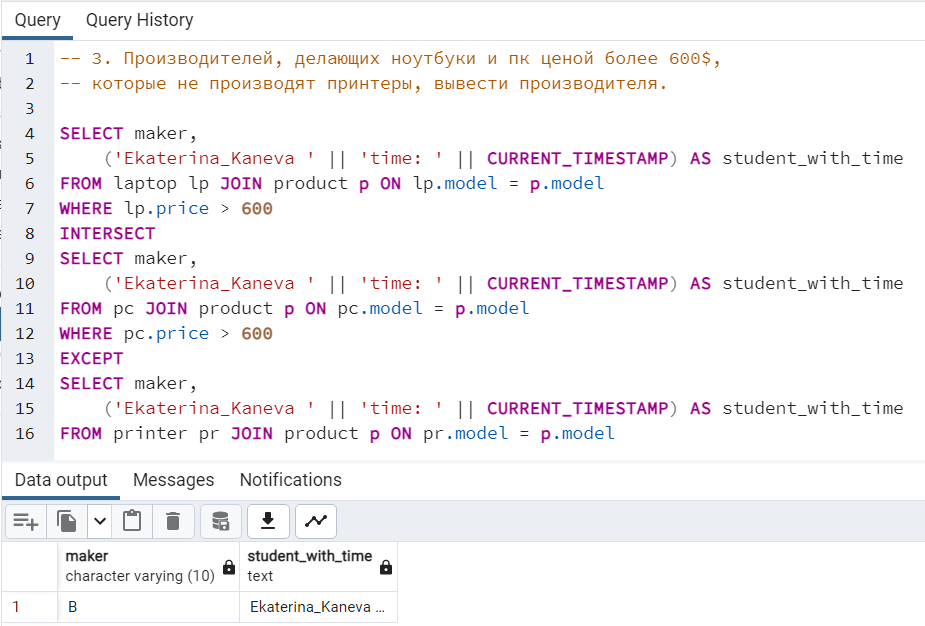 Query Query History
1 -- 3. Производителей, делающих ноутбуки и пк ценой более 600$,
2 -- которые не производят принтеры, вывести производителя.
3
4 SELECT maker,
5 ('Ekaterina_Kaneva ' || 'time: ' || CURRENT_TIMESTAMP) AS student_with_time
6 FROM laptop lp JOIN product p ON lp.model = p.model
7 WHERE lp.price > 600
8 INTERSECT
9 SELECT maker,
10 ('Ekaterina_Kaneva ' || 'time: ' || CURRENT_TIMESTAMP) AS student_with_time
11 FROM pc JOIN product p ON pc.model = p.model
12 WHERE pc.price > 600
13 EXCEPT
14 SELECT maker,
15 ('Ekaterina_Kaneva ' || 'time: ' || CURRENT_TIMESTAMP) AS student_with_time
16 FROM printer pr JOIN product p ON pr.model = p.model
Data output Messages Notifications
maker student_with_time
character varying (10) text
1 B Ekaterina_Kaneva ...